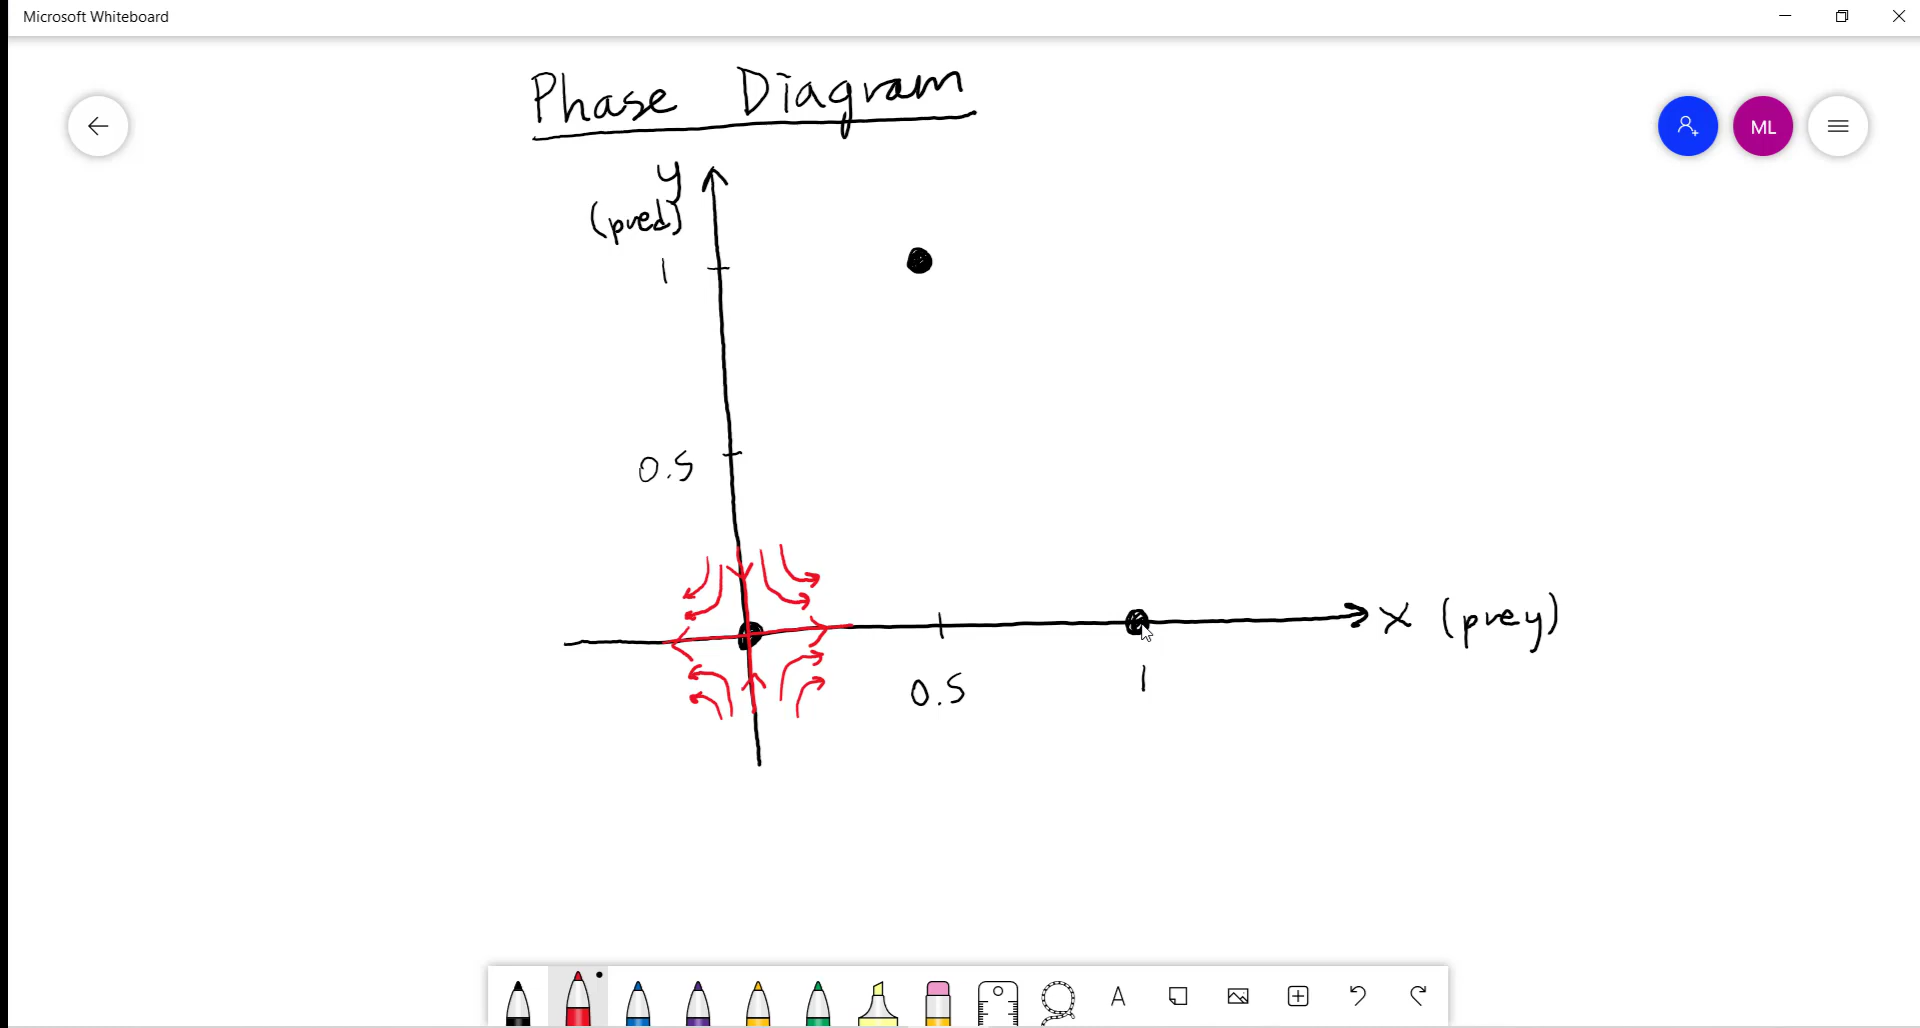 Microsoft Whiteboard
Phase Diagram
ML
y
(pred)
1
0.5
x (prey)
0.5
1
A